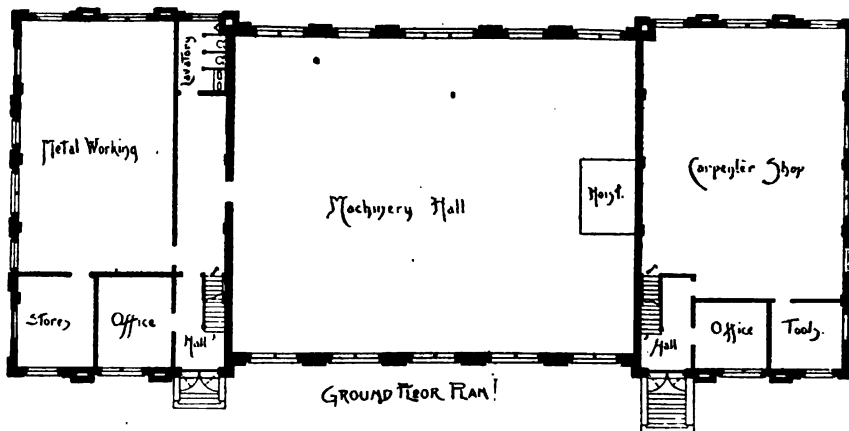 Lavatory
Metal Working
Carpenter Shop
Machinery Hall
Hoist.
Stores
Office
Hall
Hall
Office
Tools.
GROUND FLOOR PLAN!